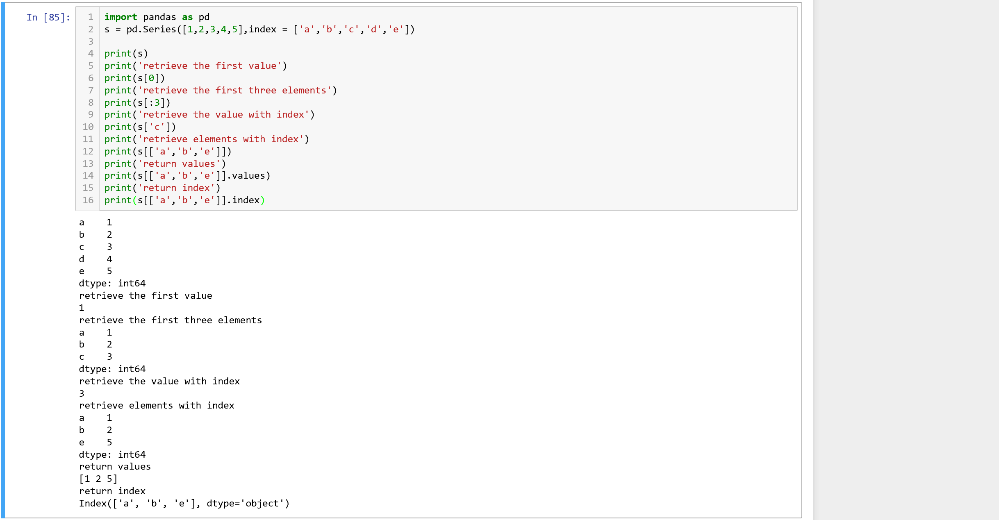 In [85]:
1 import pandas as pd
2 s = pd.Series([1,2,3,4,5],index = ['a','b','c','d','e'])
3
4 print(s)
5 print('retrieve the first value')
6 print(s[0])
7 print('retrieve the first three elements')
8 print(s[:3])
9 print('retrieve the value with index')
10 print(s['c'])
11 print('retrieve elements with index')
12 print(s[['a','b','e']])
13 print('return values')
14 print(s[['a','b','e']].values)
15 print('return index')
16 print(s[['a','b','e']].index)
a    1
b    2
c    3
d    4
e    5
dtype: int64
retrieve the first value
1
retrieve the first three elements
a    1
b    2
c    3
dtype: int64
retrieve the value with index
3
retrieve elements with index
a    1
b    2
e    5
dtype: int64
return values
[1 2 5]
return index
Index(['a', 'b', 'e'], dtype='object')